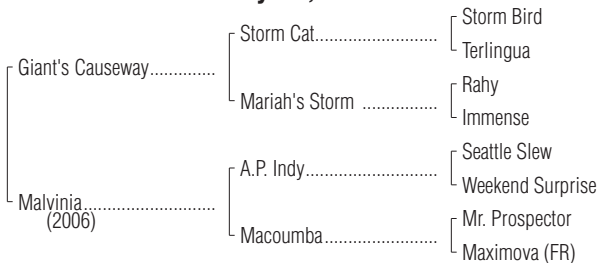 Storm Bird
Storm Cat
Terlingua
Giant's Causeway
Rahy
Mariah's Storm
Immense
Seattle Slew
A.P. Indy
Weekend Surprise
Malvinia
(2006)
Mr. Prospector
Macoumba
Maximova (FR)